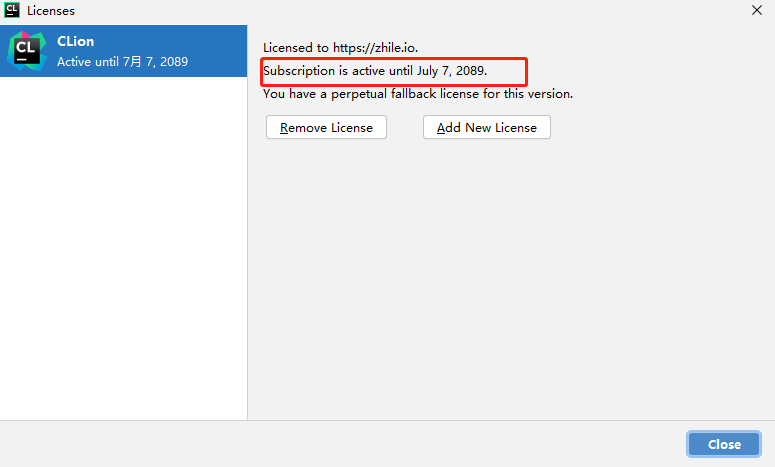 CL
Licenses
CL
CLion
Active until 7月 7, 2089
Licensed to https://zhile.io.
Subscription is active until July 7, 2089.
You have a perpetual fallback license for this version.
Remove License
Add New License
Close